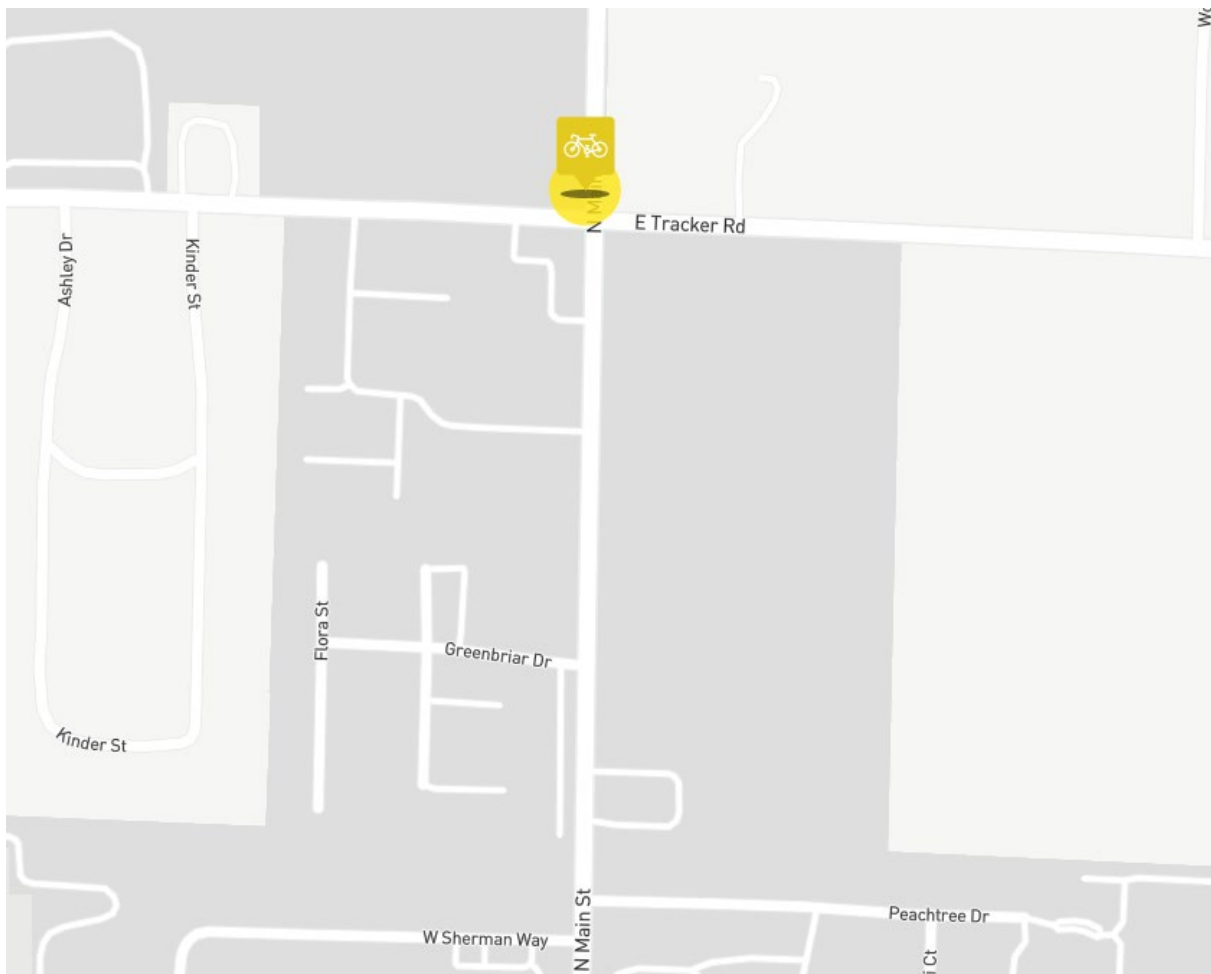 E Tracker Rd
Ashley Dr
Kinder St
Flora St
Greenbriar Dr
Kinder St
N Main St
Peachtree Dr
W Sherman Way